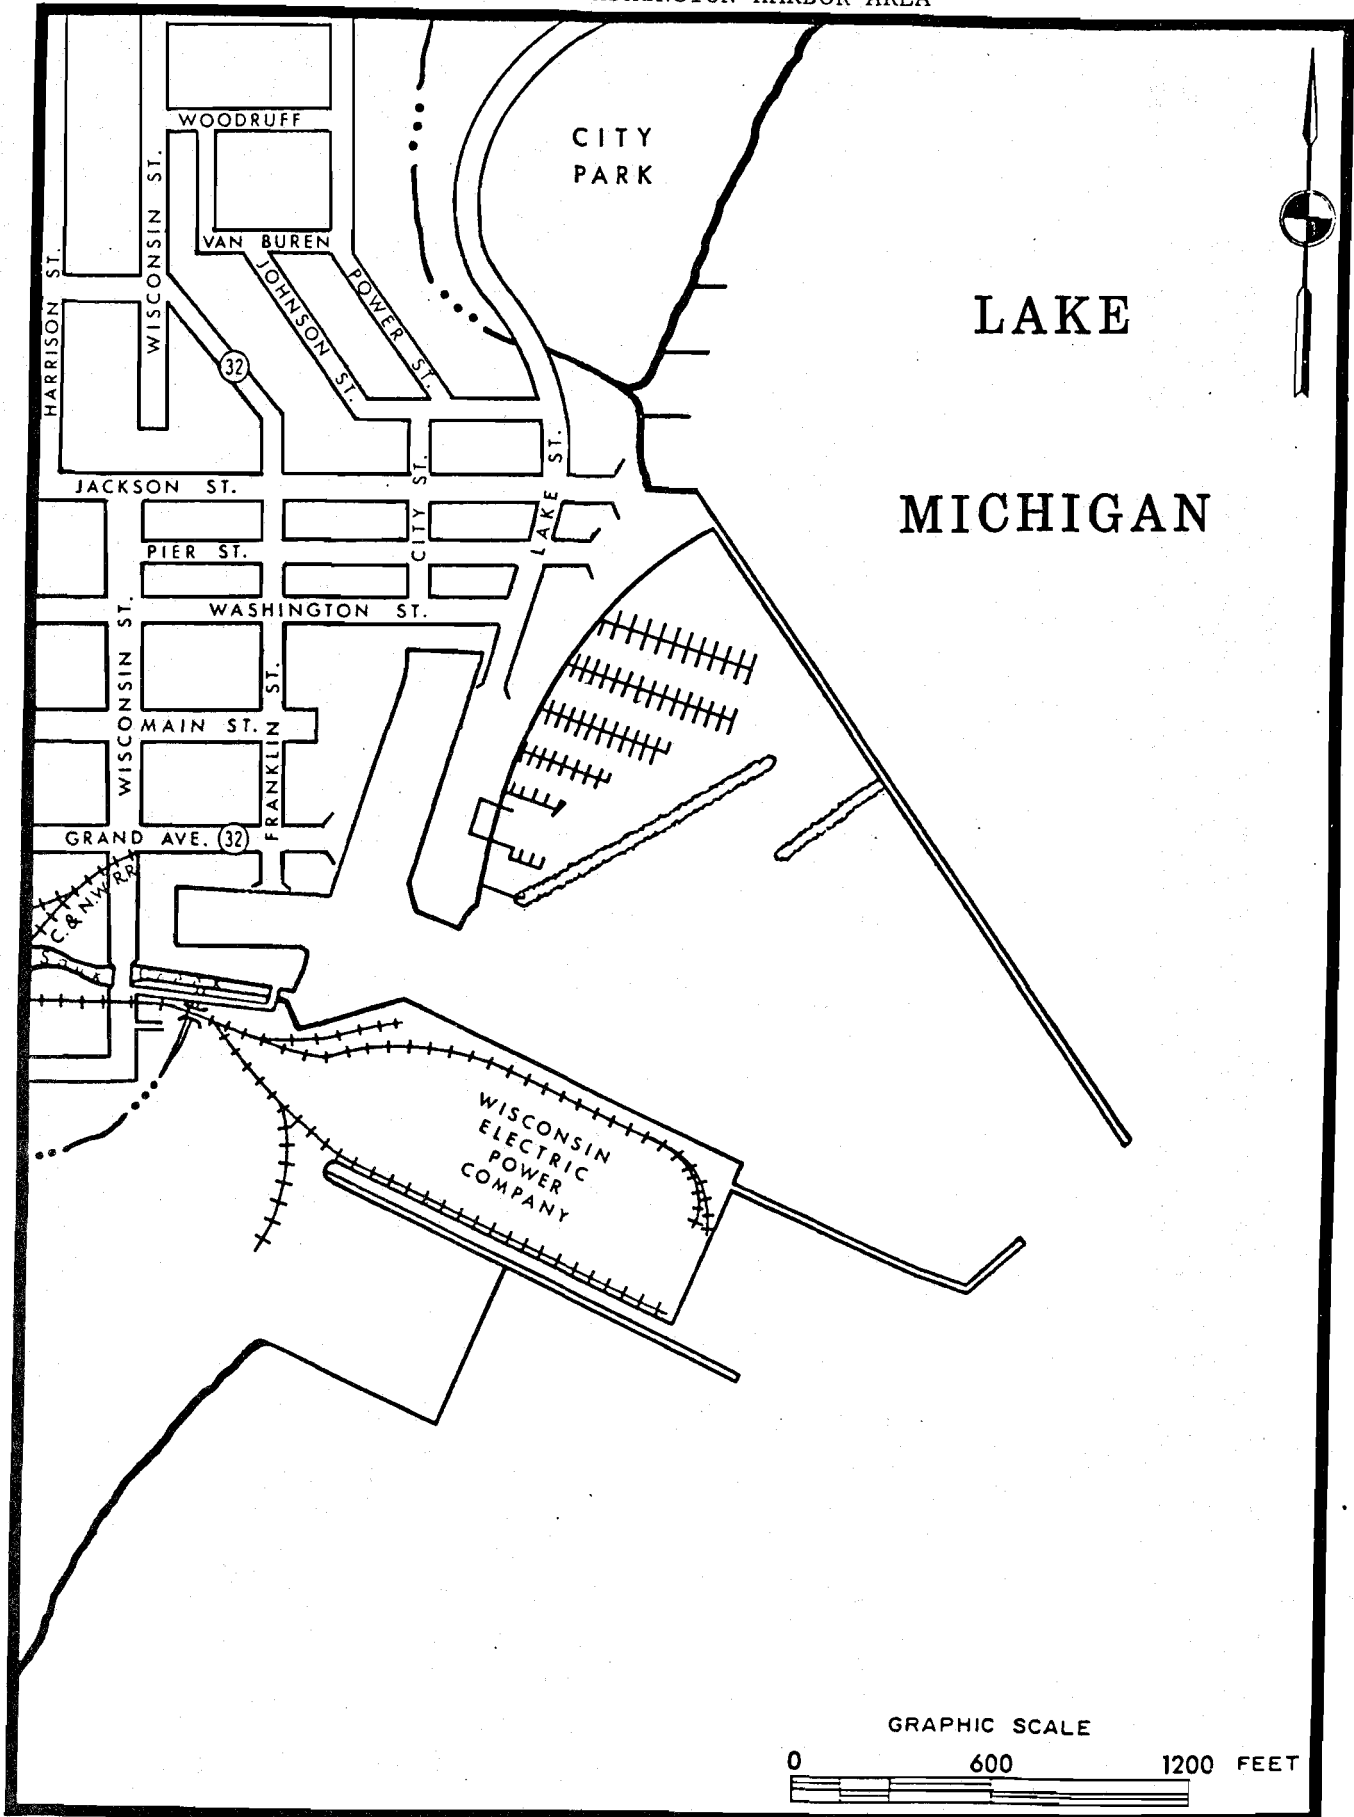 HARBOR AREA
WOODRUFF
CITY
PARK
WISCONSIN ST.
HARRISON ST.
VAN BUREN
JOHNSON ST.
POWER ST.
32
LAKE
MICHIGAN
JACKSON ST.
CITY ST.
LAKE ST.
PIER ST.
WASHINGTON ST.
WISCONSIN ST.
FRANKLIN ST.
MAIN ST.
GRAND AVE. 32
C. & N.W. R.R.
WISCONSIN
ELECTRIC
POWER
COMPANY
GRAPHIC SCALE
0 600 1200 FEET